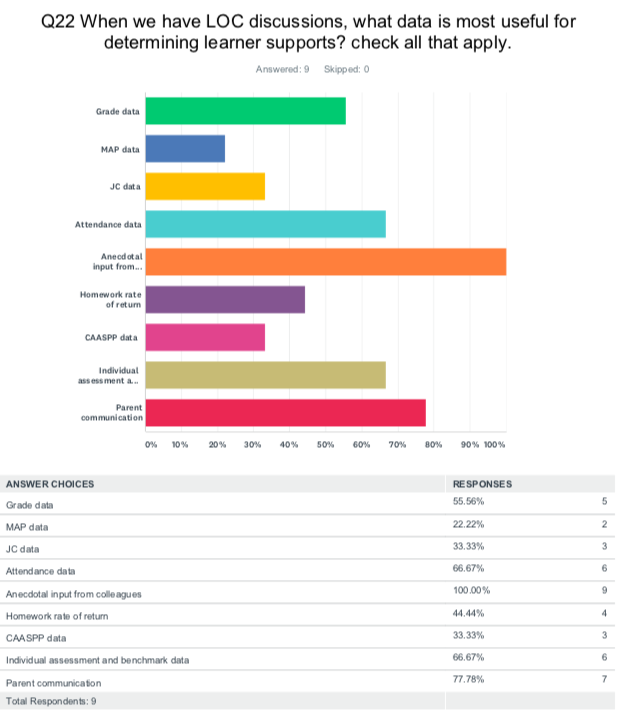 Q22 When we have LOC discussions, what data is most useful for
determining learner supports? check all that apply.
Answered: 9 Skipped: 0
Grade data
MAP data
JC data
Attendance data
Anecdotal
input from...
Homework rate
of return
CAASPP data
Individual
assessment a...
Parent
communication
0% 10% 20% 30% 40% 50% 60% 70% 80% 90% 100%
ANSWER CHOICES RESPONSES
Grade data 55.56% 5
MAP data 22.22% 2
JC data 33.33% 3
Attendance data 66.67% 6
Anecdotal input from colleagues 100.00% 9
Homework rate of return 44.44% 4
CAASPP data 33.33% 3
Individual assessment and benchmark data 66.67% 6
Parent communication 77.78% 7
Total Respondents: 9